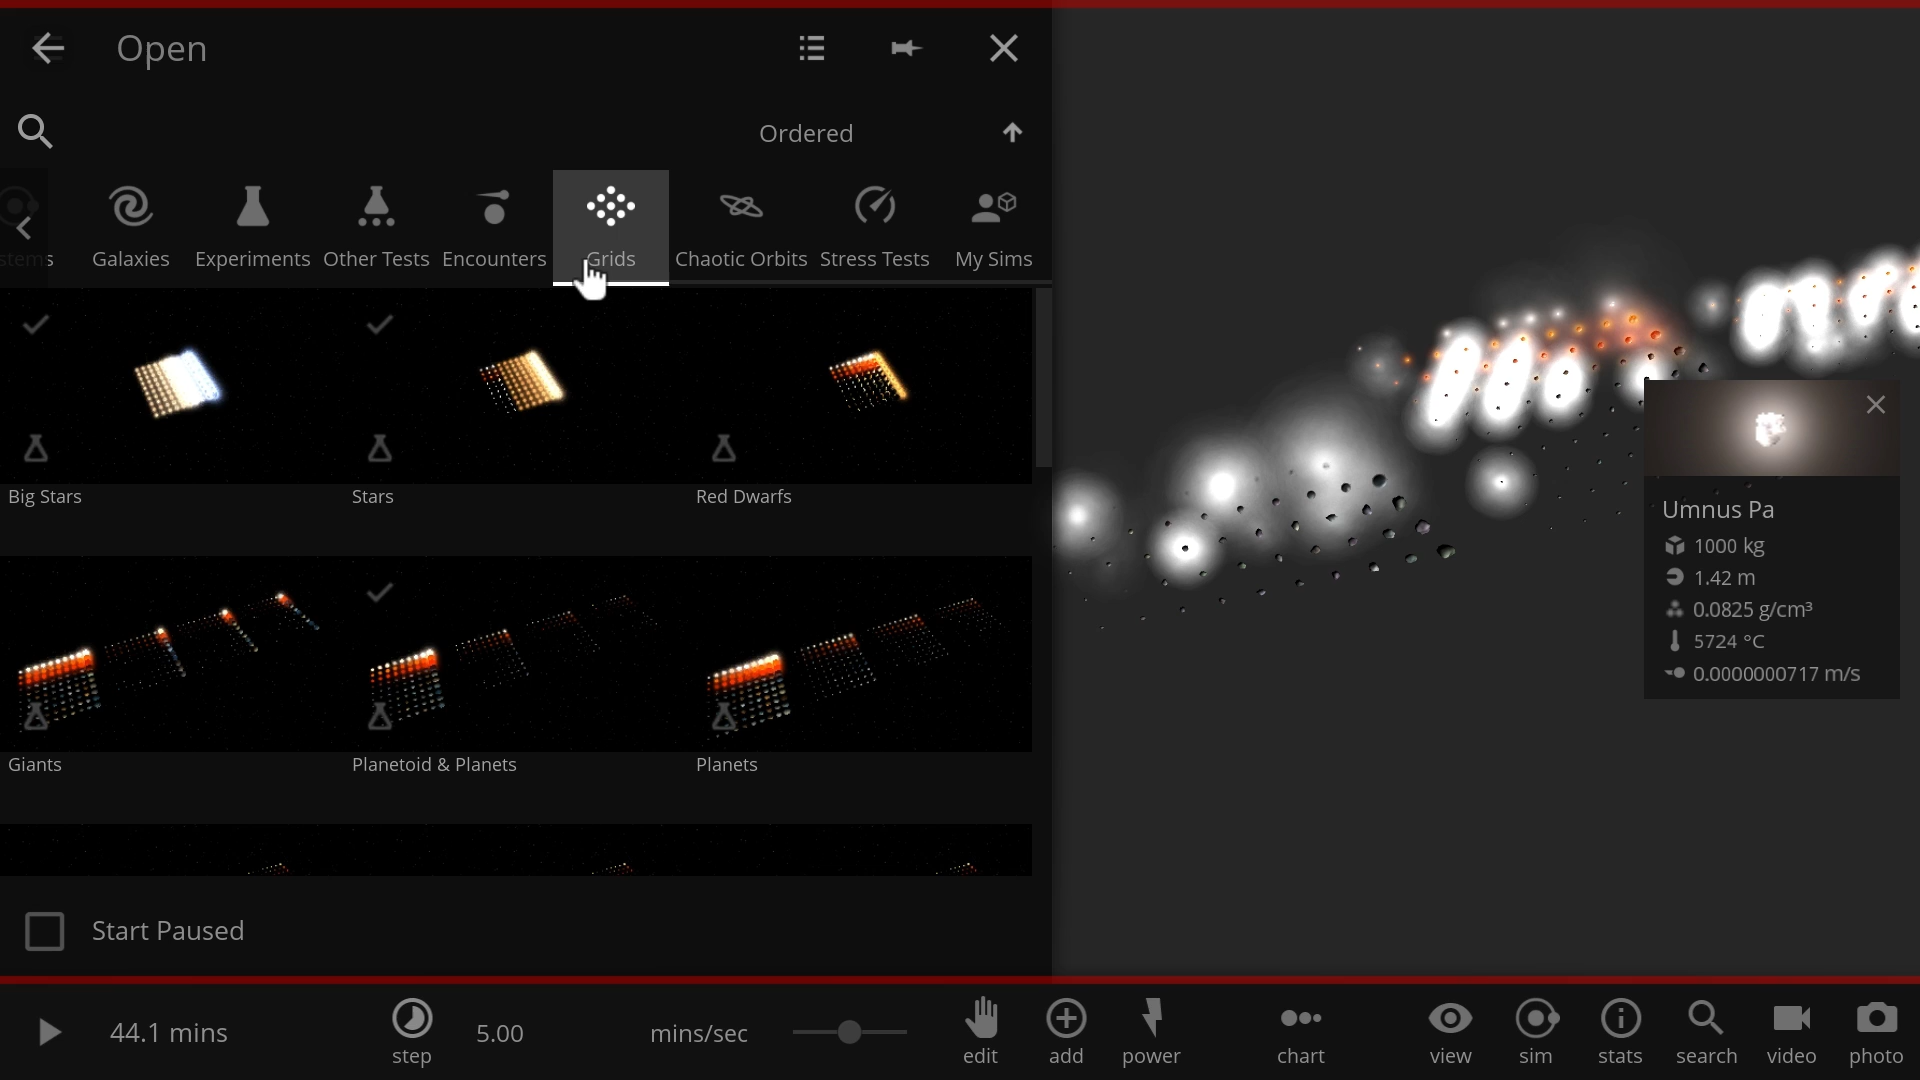 Open
Ordered
stems
Galaxies
Experiments
Other Tests
Encounters
Grids
Chaotic Orbits
Stress Tests
My Sims
Big Stars
Stars
Red Dwarfs
Giants
Planetoid & Planets
Planets
Umnus Pa
1000 kg
1.42 m
0.0825 g/cm³
5724 °C
0.0000000717 m/s
Start Paused
44.1 mins
step
5.00
mins/sec
edit
add
power
chart
view
sim
stats
search
video
photo